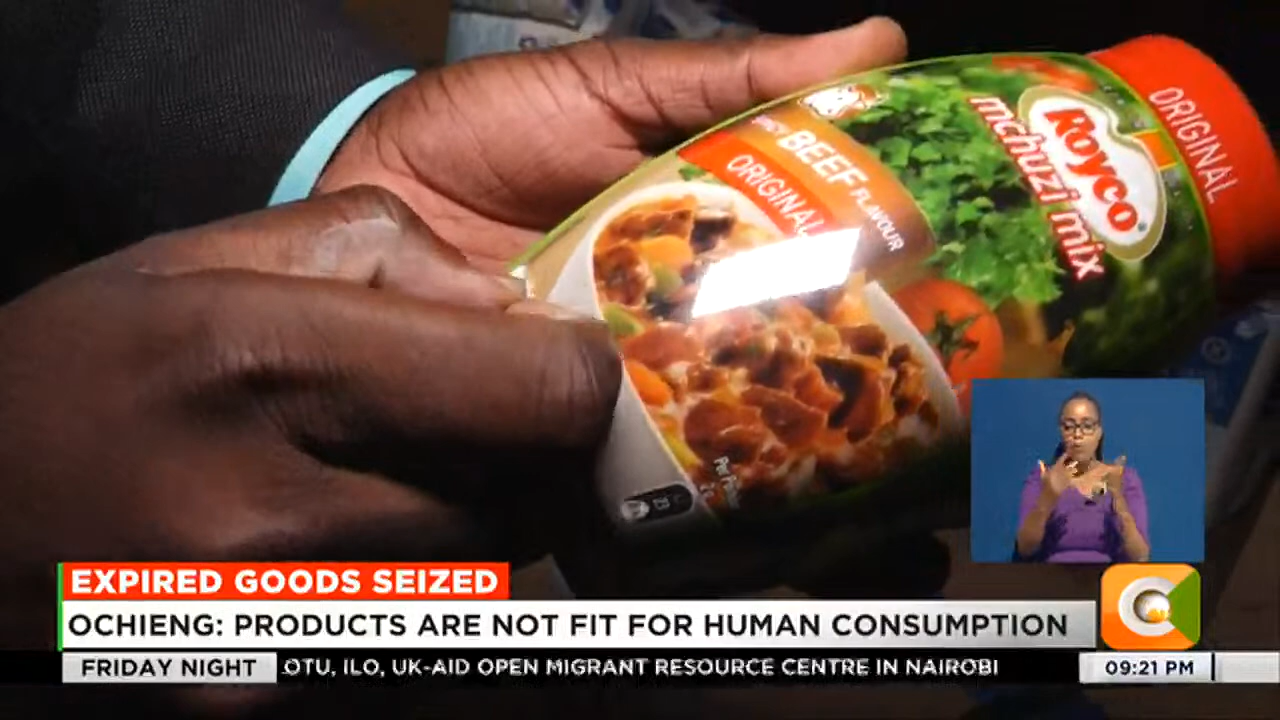 ORIGINAL
Royco
mchuzi mix
BEEF
FLAVOUR
ORIGINAL
EXPIRED GOODS SEIZED
OCHIENG: PRODUCTS ARE NOT FIT FOR HUMAN CONSUMPTION
FRIDAY NIGHT
OTU, ILO, UK-AID OPEN MIGRANT RESOURCE CENTRE IN NAIROBI
09:21 PM